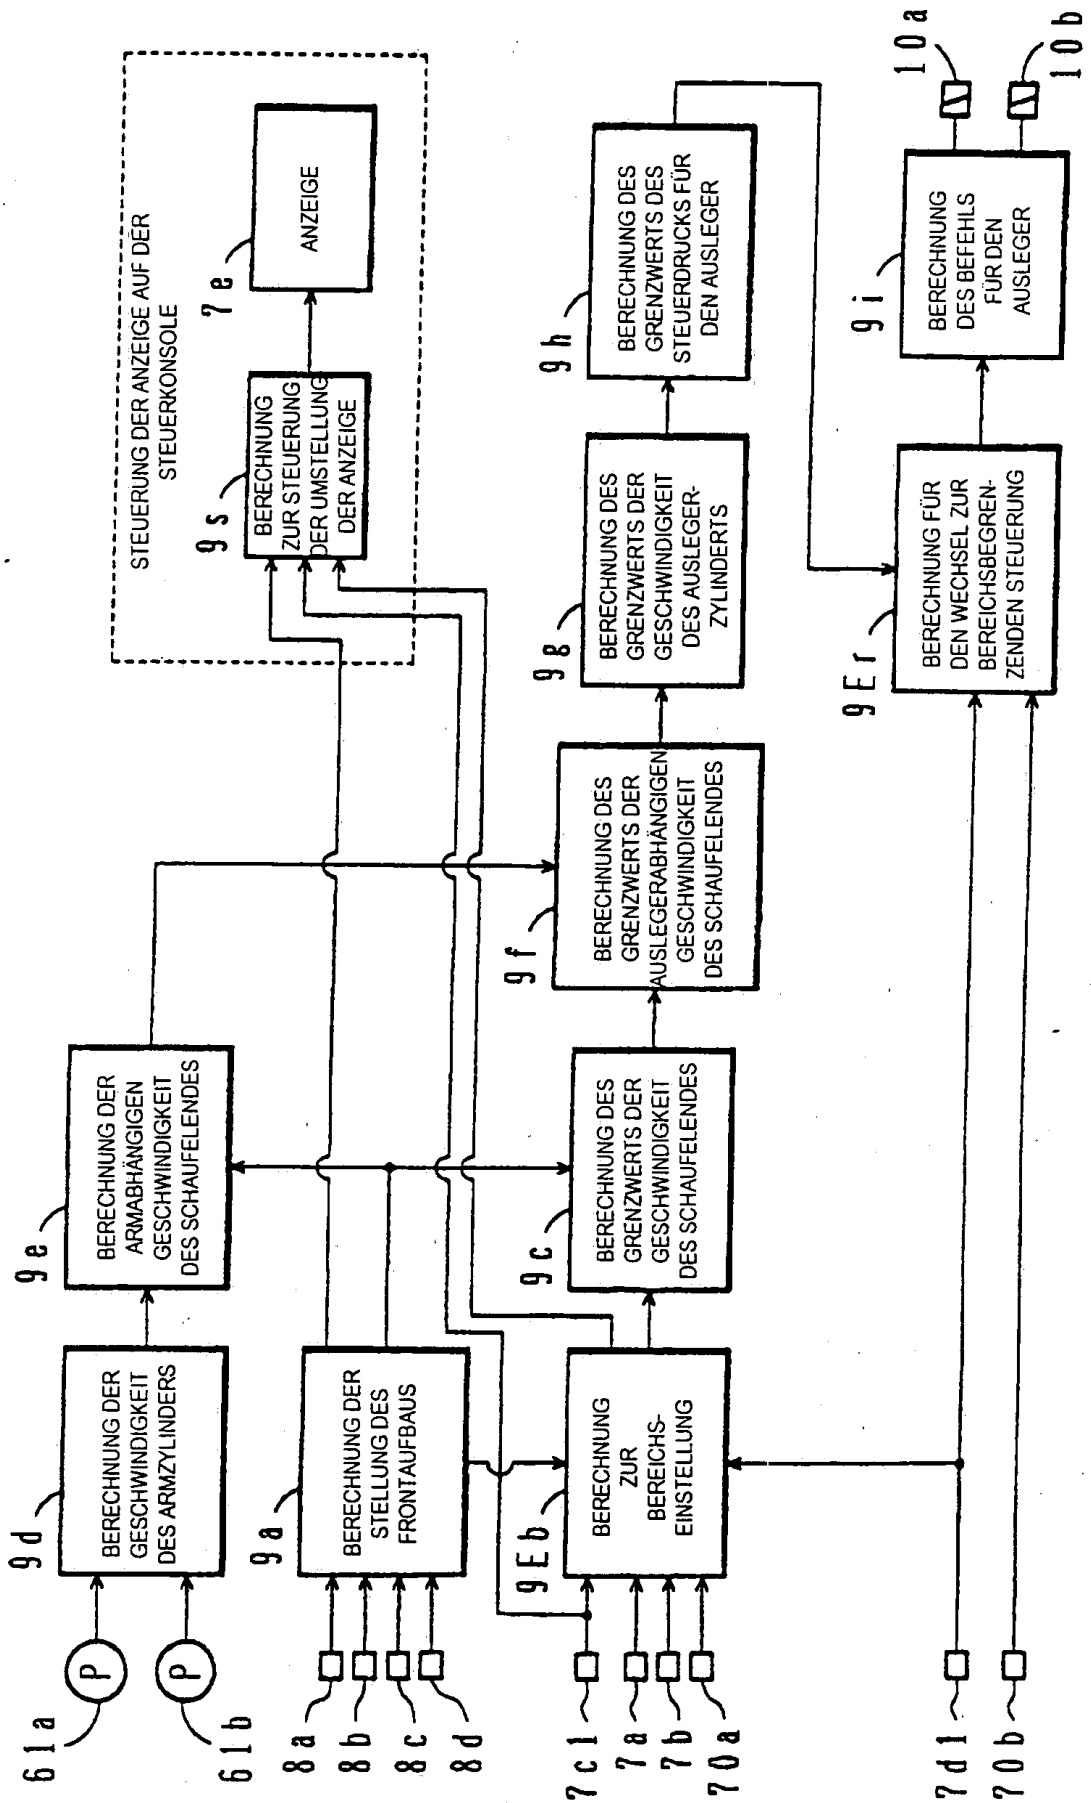 STEUERUNG DER ANZEIGE AUF DER
STEUERKONSOLE
61a
61b
P
P
9d
BERECHNUNG DER
GESCHWINDIGKEIT
DES ARMZYLINDERS
9e
BERECHNUNG DER
ARMABHÄNGIGEN
GESCHWINDIGKEIT
DES SCHAUFELENDES
9s
BERECHNUNG
ZUR STEUERUNG
DER UMSTELLUNG
DER ANZEIGE
7e
ANZEIGE
8a
8b
8c
8d
9a
BERECHNUNG DER
STELLUNG DES
FRONTAUFBAUS
7c1
7a
7b
70a
9Eb
BERECHNUNG
ZUR
BEREICHS-
EINSTELLUNG
9c
BERECHNUNG DES
GRENZWERTS DER
GESCHWINDIGKEIT
DES SCHAUFELENDES
9f
BERECHNUNG DES
GRENZWERTS DER
AUSLEGERABHÄNGIGEN
GESCHWINDIGKEIT
DES SCHAUFELENDES
9g
BERECHNUNG DES
GRENZWERTS DER
GESCHWINDIGKEIT
DES AUSLEGER-
ZYLINDERTS
9h
BERECHNUNG DES
GRENZWERTS DES
STEUERDRUCKS FÜR
DEN AUSLEGER
7d1
70b
9Er
BERECHNUNG FÜR
DEN WECHSEL ZUR
BEREICHSBEGREN-
ZENDEN STEUERUNG
9i
BERECHNUNG
DES BEFEHLS
FÜR DEN
AUSLEGER
10a
10b